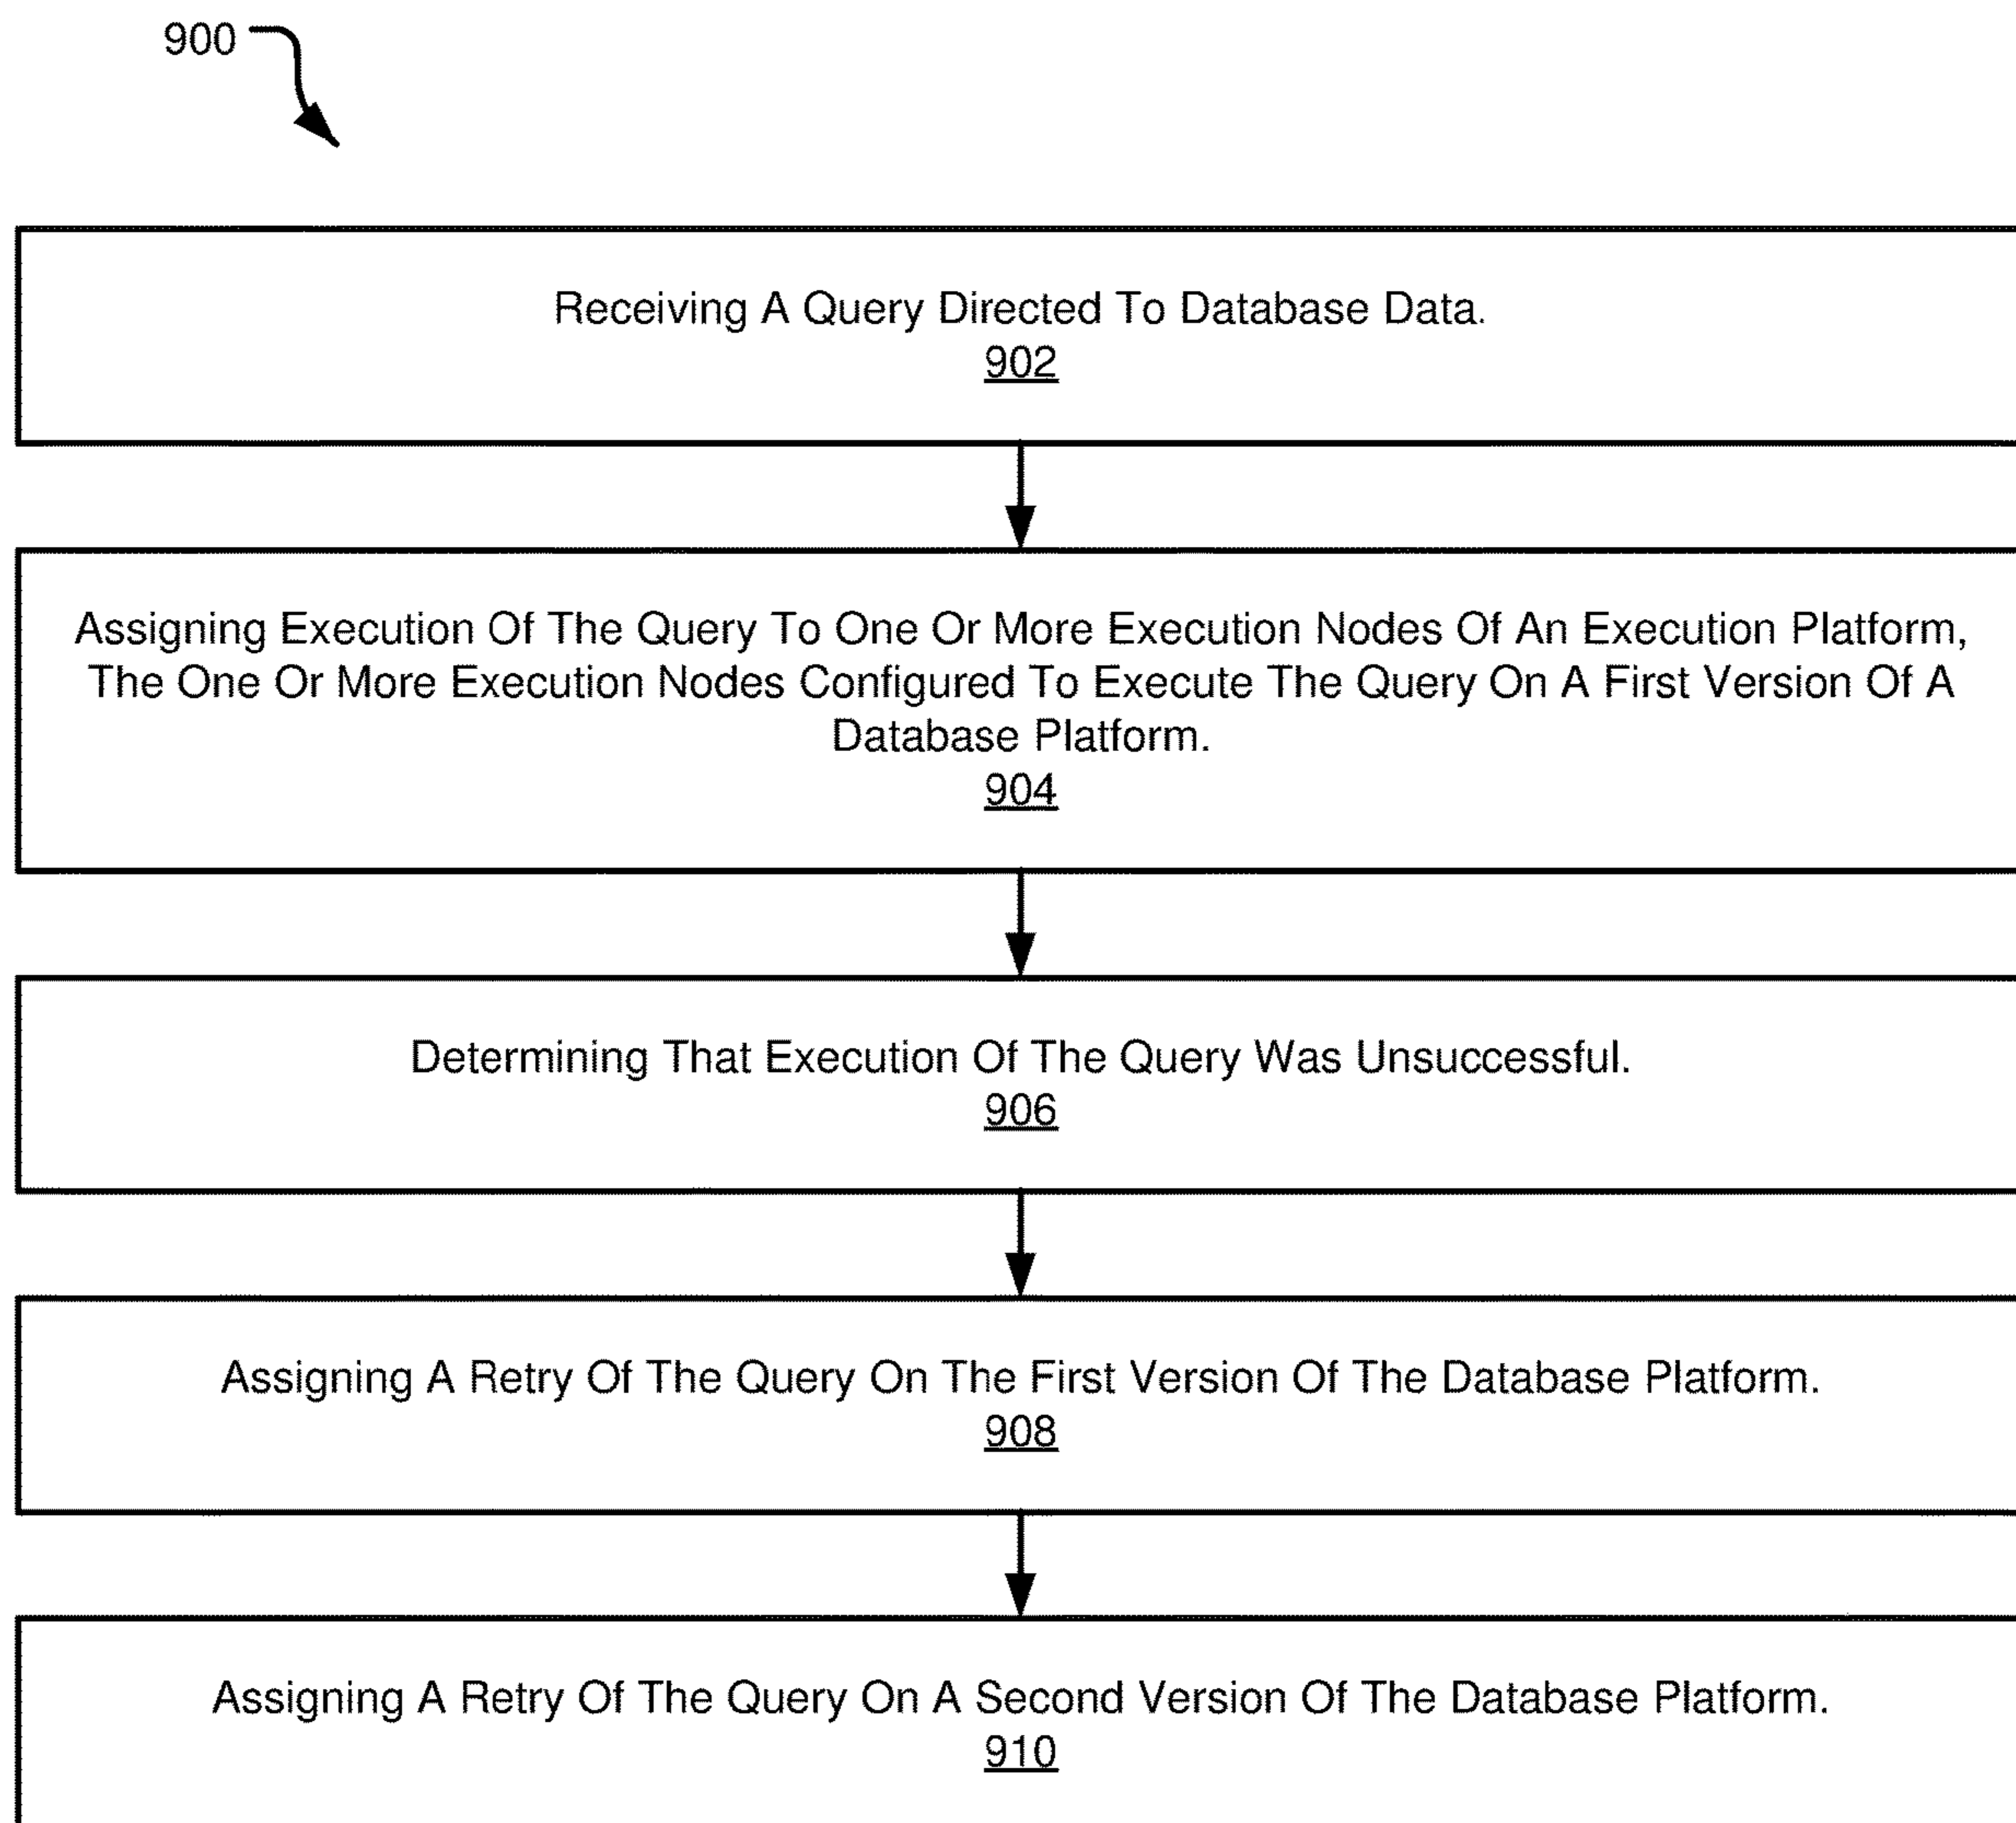 900
Receiving A Query Directed To Database Data.
902
Assigning Execution Of The Query To One Or More Execution Nodes Of An Execution Platform,
The One Or More Execution Nodes Configured To Execute The Query On A First Version Of A
Database Platform.
904
Determining That Execution Of The Query Was Unsuccessful.
906
Assigning A Retry Of The Query On The First Version Of The Database Platform.
908
Assigning A Retry Of The Query On A Second Version Of The Database Platform.
910